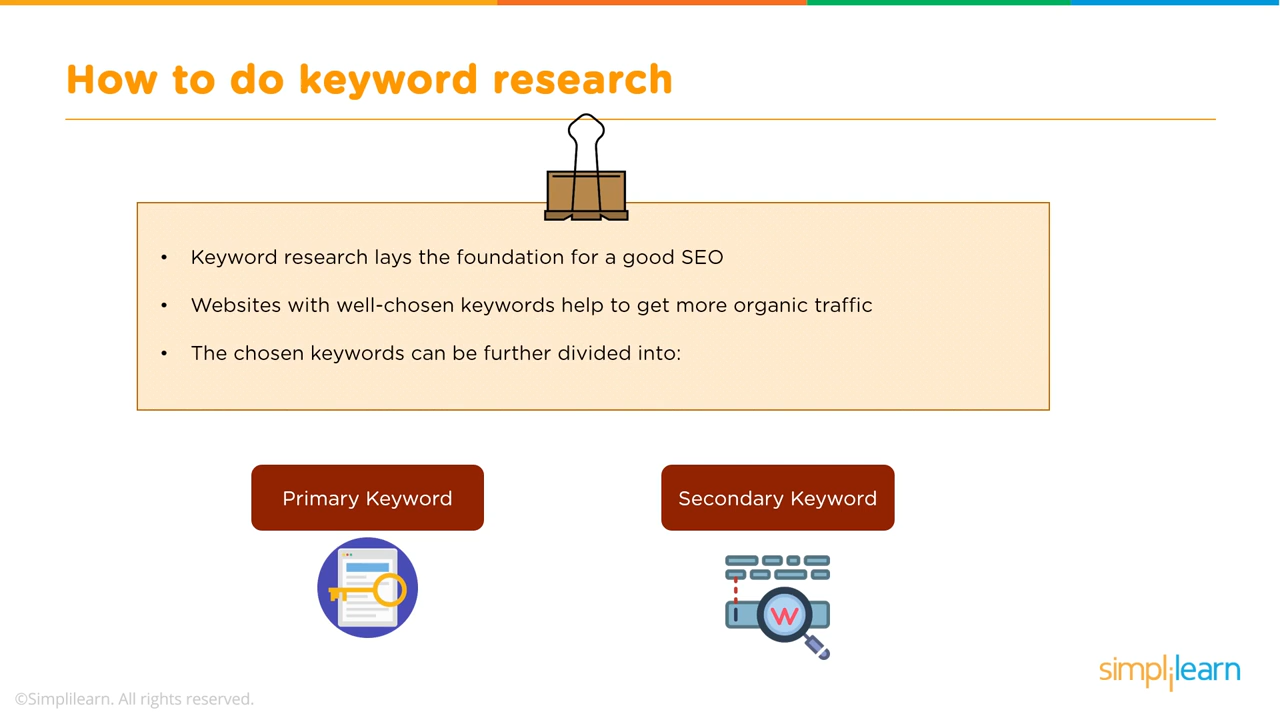 How to do keyword research
• Keyword research lays the foundation for a good SEO
• Websites with well-chosen keywords help to get more organic traffic
• The chosen keywords can be further divided into:
Primary Keyword
Secondary Keyword
W
simplilearn
©Simplilearn. All rights reserved.